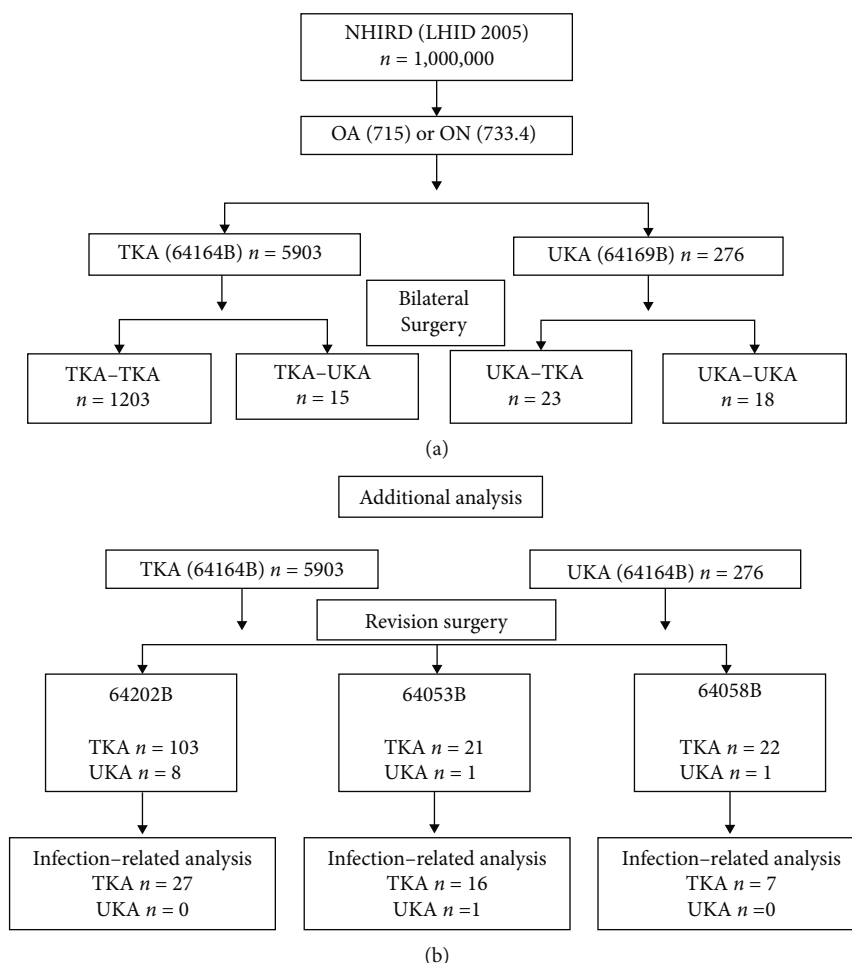 NHIRD (LHID 2005)
n = 1,000,000
OA (715) or ON (733.4)
TKA (64164B) n = 5903
UKA (64169B) n = 276
Bilateral
Surgery
TKA–TKA
n = 1203
TKA–UKA
n = 15
UKA–TKA
n = 23
UKA–UKA
n = 18
(a)
Additional analysis
TKA (64164B) n = 5903
UKA (64164B) n = 276
Revision surgery
64202B
TKA n = 103
UKA n = 8
64053B
TKA n = 21
UKA n = 1
64058B
TKA n = 22
UKA n = 1
Infection–related analysis
TKA n = 27
UKA n = 0
Infection–related analysis
TKA n = 16
UKA n =1
Infection–related analysis
TKA n = 7
UKA n =0
(b)